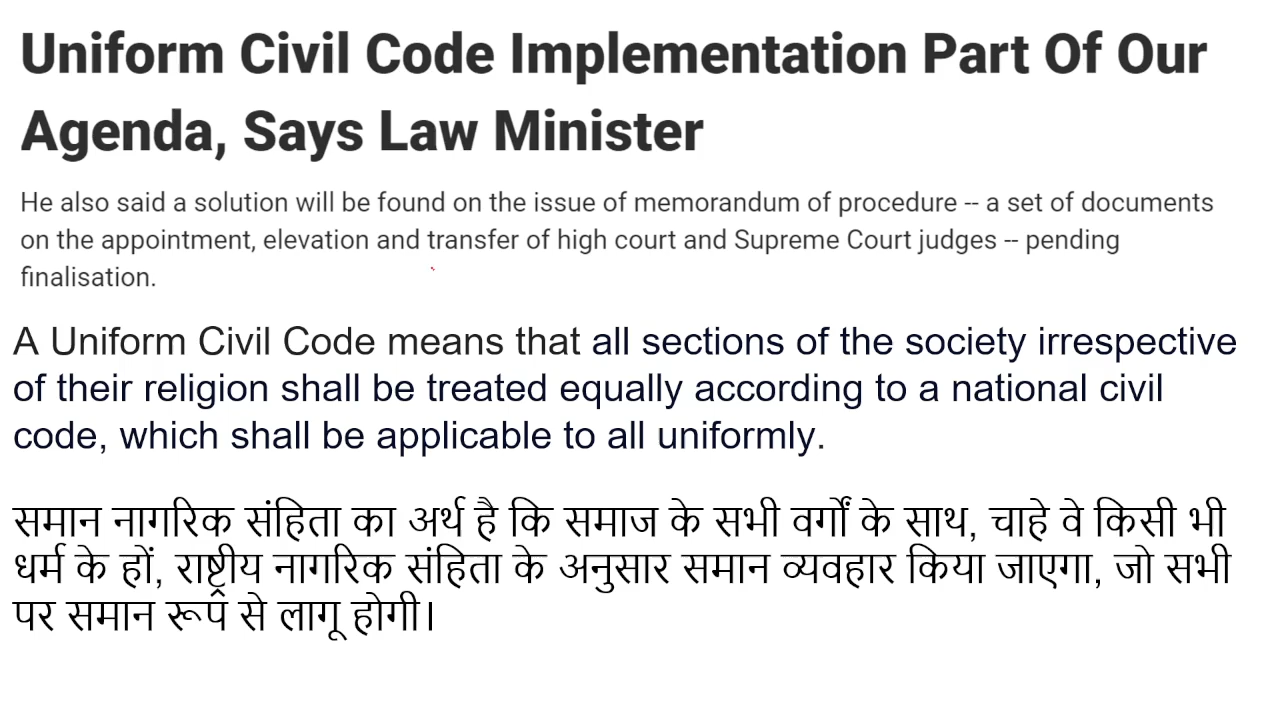 Uniform Civil Code Implementation Part Of Our
Agenda, Says Law Minister
He also said a solution will be found on the issue of memorandum of procedure -- a set of documents
on the appointment, elevation and transfer of high court and Supreme Court judges -- pending
finalisation.
A Uniform Civil Code means that all sections of the society irrespective
of their religion shall be treated equally according to a national civil
code, which shall be applicable to all uniformly.
समान नागरिक संहिता का अर्थ है कि समाज के सभी वर्गों के साथ, चाहे वे किसी भी
धर्म के हों, राष्ट्रीय नागरिक संहिता के अनुसार समान व्यवहार किया जाएगा, जो सभी
पर समान रूप से लागू होगी।